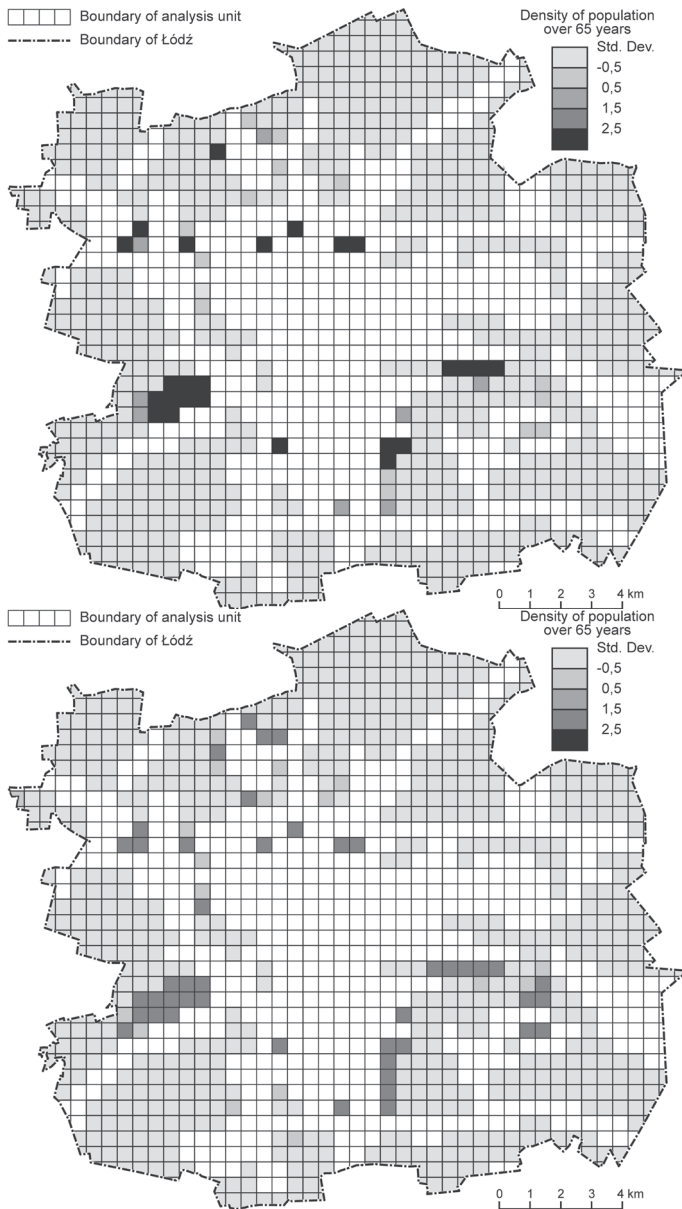 Boundary of analysis unit
Boundary of Łódź
Density of population
over 65 years
Std. Dev.
-0,5
0,5
1,5
2,5
0 1 2 3 4 km
Boundary of analysis unit
Boundary of Łódź
Density of population
over 65 years
Std. Dev.
-0,5
0,5
1,5
2,5
0 1 2 3 4 km